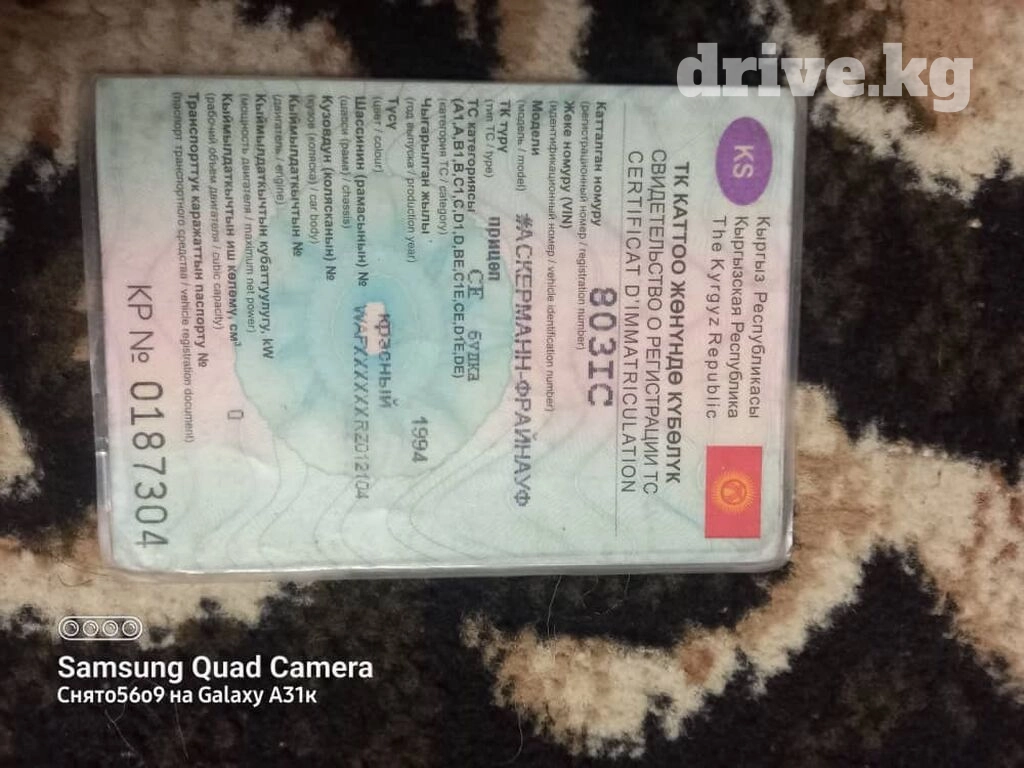 drive.kg
KS
Кыргыз Республикасы
Кыргызская Республика
The Kyrgyz Republic
ТК КАТТОО ЖӨНҮНДӨ КҮБӨЛҮК
СВИДЕТЕЛЬСТВО О РЕГИСТРАЦИИ ТС
CERTIFICAT D'IMMATRICULATION
Катталган номуру 803IC
(регистрационный номер / registration number)
Жеке номуру (VIN)
(идентификационный номер / vehicle identification number)
Модели #АСКЕРМАНН-ФРАЙНАУФ
(модель / model)
ТК түрү прицеп
(тип ТС / type)
ТС категориясы CE будка
(A1,A,B1,B,C1,C,D1,D,BE,C1E,CE,D1E,DE)
(категория ТС / category)
Чыгарылган жылы 1994
(год выпуска / production year)
Түсү красный
(цвет / colour)
Шассинин (рамасынын) №
(шасси (рама) / chassis)
Кузовдун (колясканын) №
(кузов (коляска) / car body)
Кыймылдаткычтын №
(двигатель / engine)
Кыймылдаткычтын кубаттуулугу, kW
(мощность двигателя / maximum net power)
Кыймылдаткычтын иш көлөмү, см³ 0
(рабочий объем двигателя / cubic capacity)
Транспорттук каражаттын паспорту №
(паспорт транспортного средства / vehicle registration document)
KP № 0187304
Samsung Quad Camera
Снято56о9 на Galaxy A31к